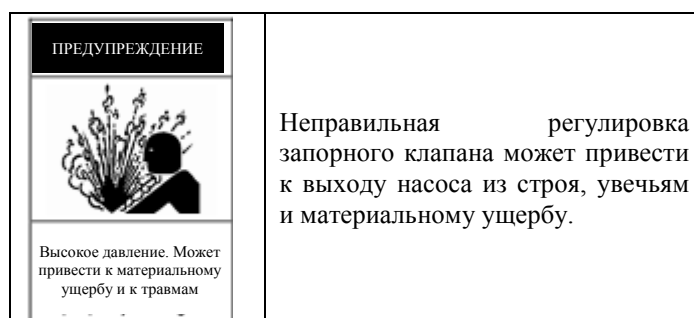 ПРЕДУПРЕЖДЕНИЕ
Высокое давление. Может
привести к материальному
ущербу и к травмам
Неправильная регулировка
запорного клапана может привести
к выходу насоса из строя, увечьям
и материальному ущербу.